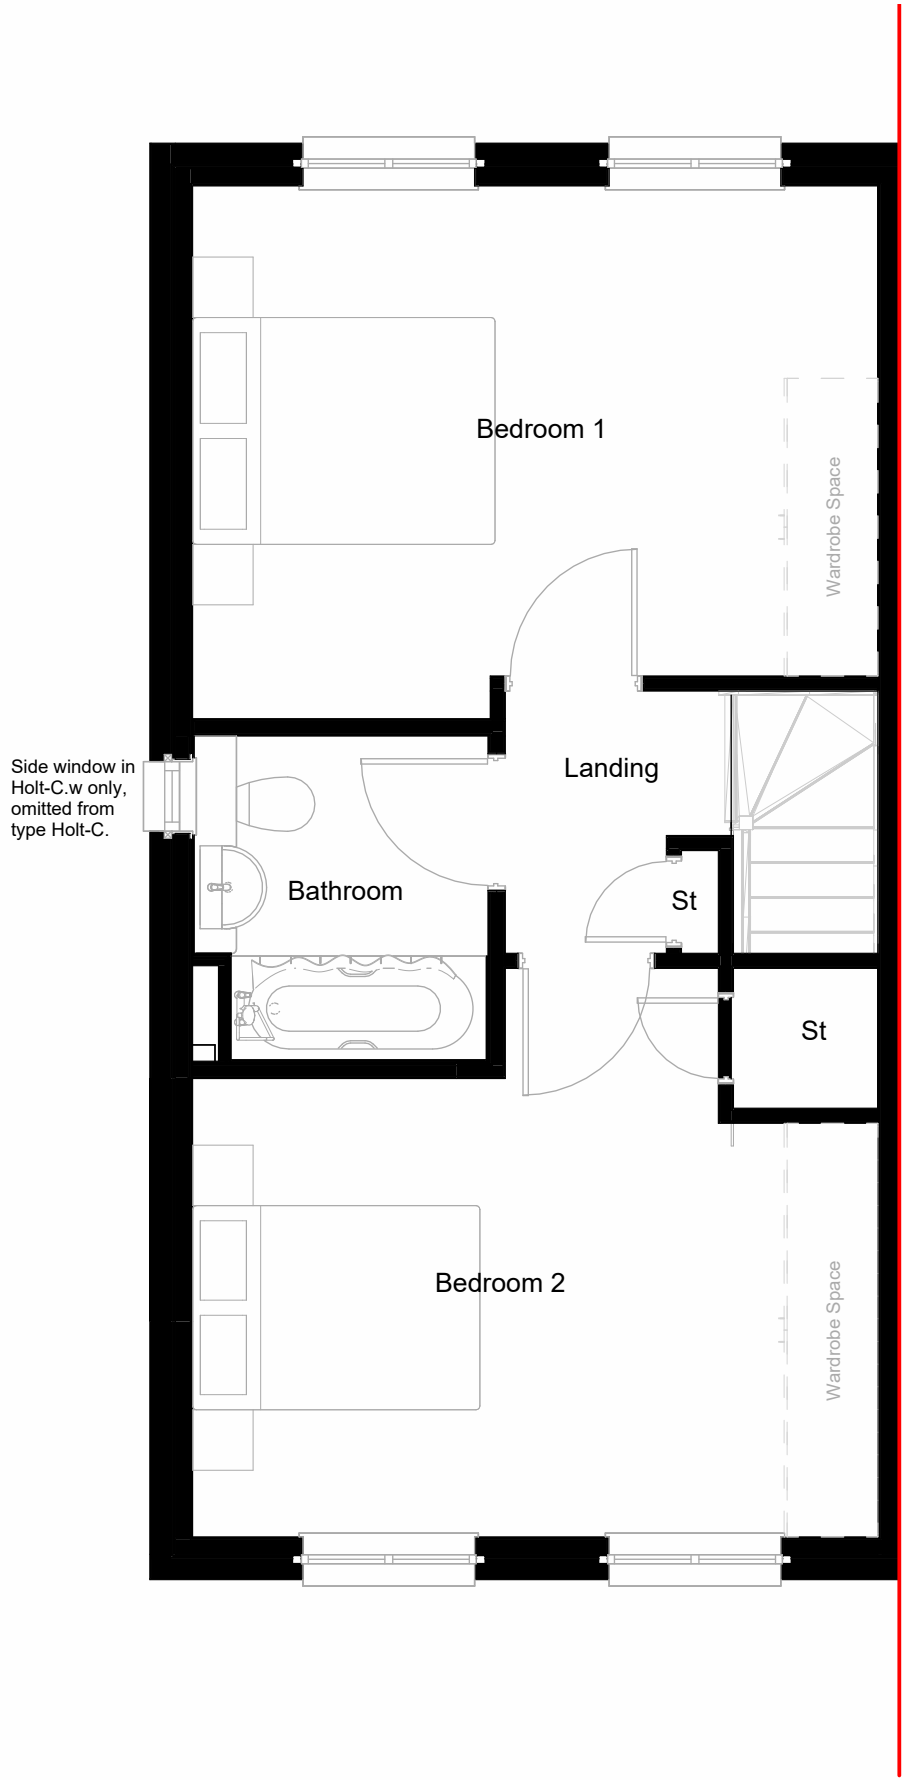 Bedroom 1
Wardrobe Space
Side window in
Holt-C.w only,
omitted from
type Holt-C.
Landing
Bathroom
St
St
Bedroom 2
Wardrobe Space